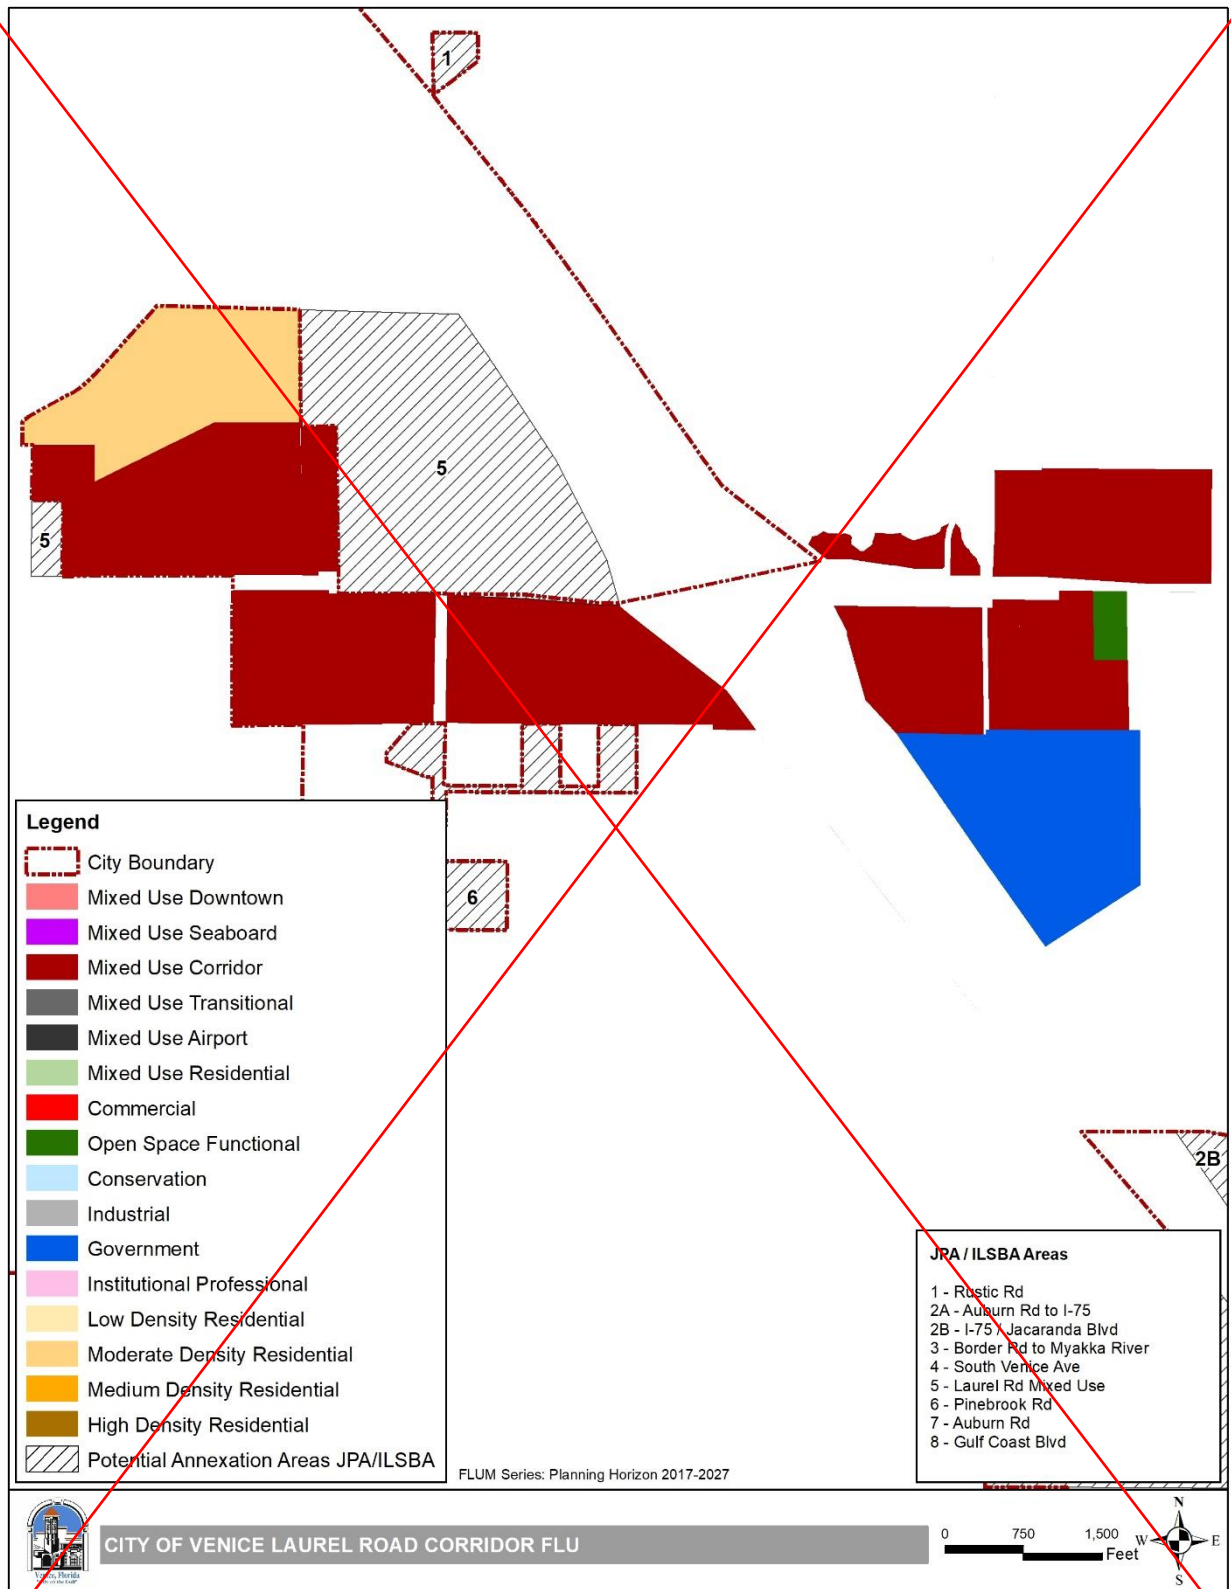 1
5
5
6
2B
Legend
City Boundary
Mixed Use Downtown
Mixed Use Seaboard
Mixed Use Corridor
Mixed Use Transitional
Mixed Use Airport
Mixed Use Residential
Commercial
Open Space Functional
Conservation
Industrial
Government
Institutional Professional
Low Density Residential
Moderate Density Residential
Medium Density Residential
High Density Residential
Potential Annexation Areas JPA/ILSBA
FLUM Series: Planning Horizon 2017-2027
JPA / ILSBA Areas
1 - Rustic Rd
2A - Auburn Rd to I-75
2B - I-75 / Jacaranda Blvd
3 - Border Rd to Myakka River
4 - South Venice Ave
5 - Laurel Rd Mixed Use
6 - Pinebrook Rd
7 - Auburn Rd
8 - Gulf Coast Blvd
Venice, Florida
CITY OF VENICE LAUREL ROAD CORRIDOR FLU
0 750 1,500
Feet
N
W E
S